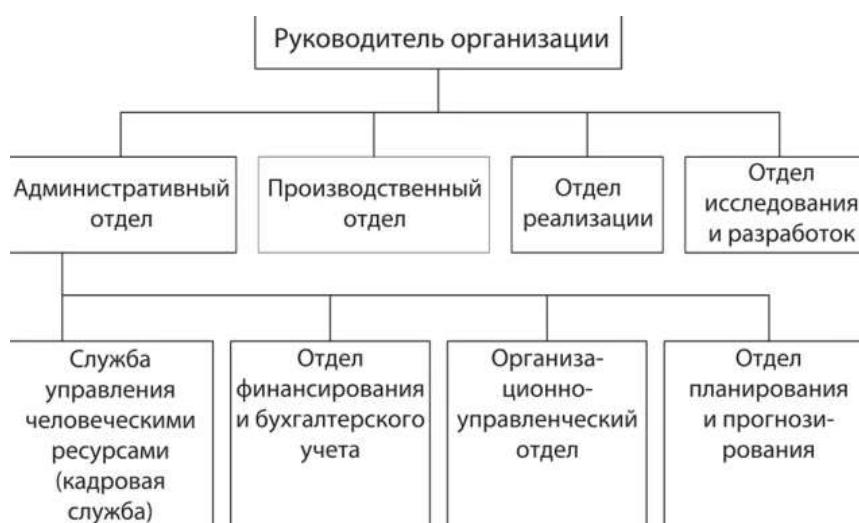 Руководитель организации
Административный
отдел
Производственный
отдел
Отдел
реализации
Отдел
исследования
и разработок
Служба
управления
человеческими
ресурсами
(кадровая
служба)
Отдел
финансирования
и бухгалтерского
учета
Организа-
ционно-
управленческий
отдел
Отдел
планирования
и прогнози-
рования